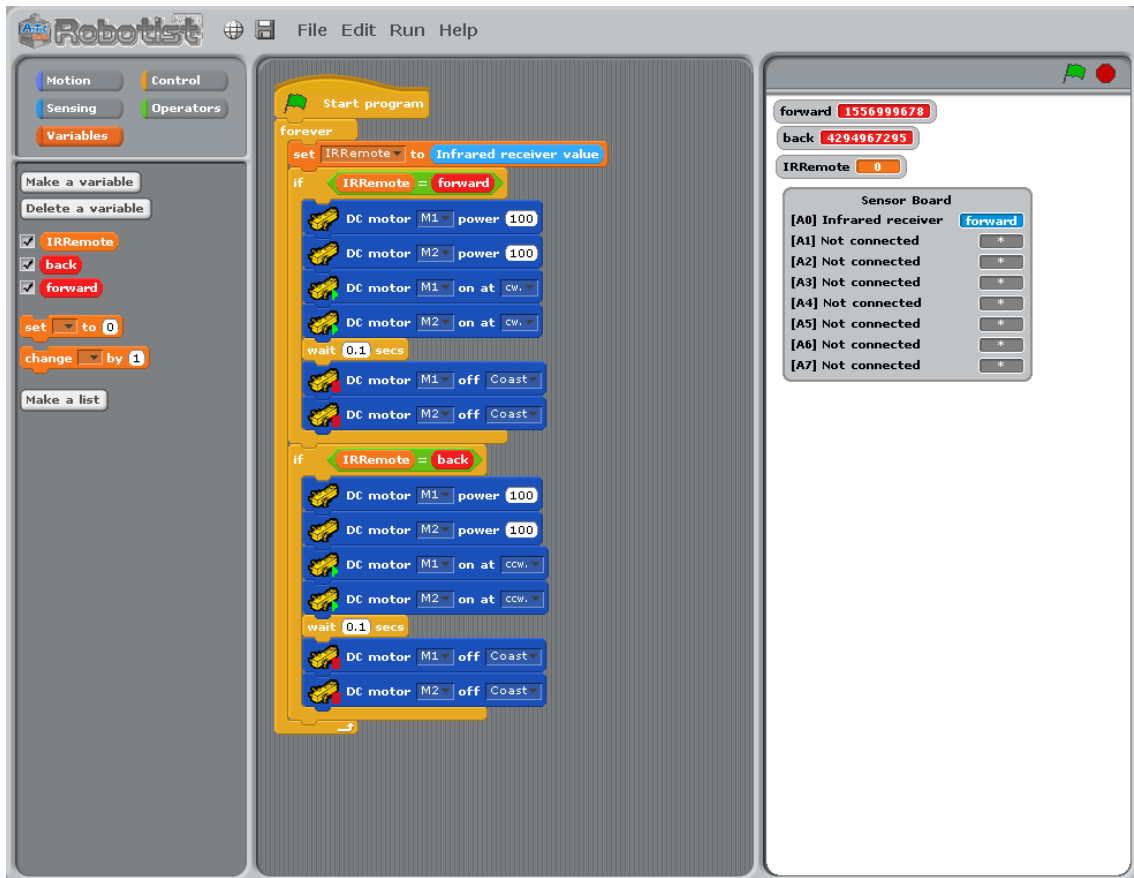 A.T.C Robotist File Edit Run Help
Motion Control
Sensing Operators
Variables
Make a variable
Delete a variable
IRRemote
back
forward
set to 0
change by 1
Make a list
Start program
forever
set IRRemote to Infrared receiver value
if IRRemote = forward
DC motor M1 power 100
DC motor M2 power 100
DC motor M1 on at cw.
DC motor M2 on at cw.
wait 0.1 secs
DC motor M1 off Coast
DC motor M2 off Coast
if IRRemote = back
DC motor M1 power 100
DC motor M2 power 100
DC motor M1 on at ccw.
DC motor M2 on at ccw.
wait 0.1 secs
DC motor M1 off Coast
DC motor M2 off Coast
forward 1556999678
back 4294967295
IRRemote 0
Sensor Board
[A0] Infrared receiver forward
[A1] Not connected *
[A2] Not connected *
[A3] Not connected *
[A4] Not connected *
[A5] Not connected *
[A6] Not connected *
[A7] Not connected *